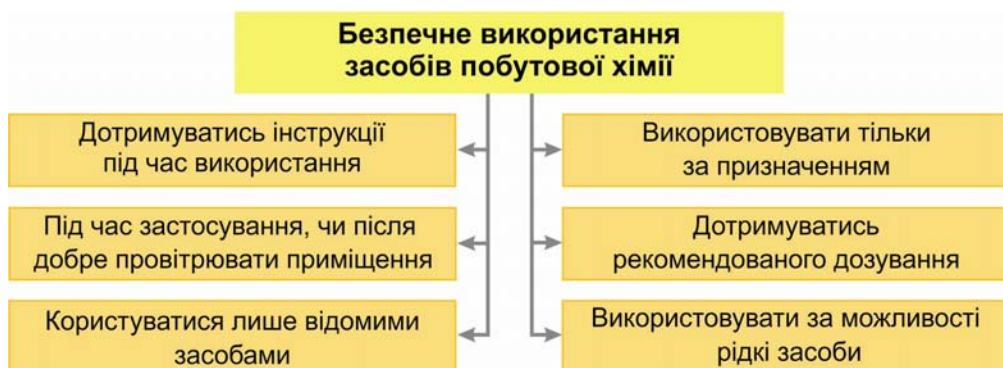 Безпечне використання
засобів побутової хімії
Дотримуватись інструкції
під час використання
Використовувати тільки
за призначенням
Під час застосування, чи після
добре провітрювати приміщення
Дотримуватись
рекомендованого дозування
Користуватися лише відомими
засобами
Використовувати за можливості
рідкі засоби